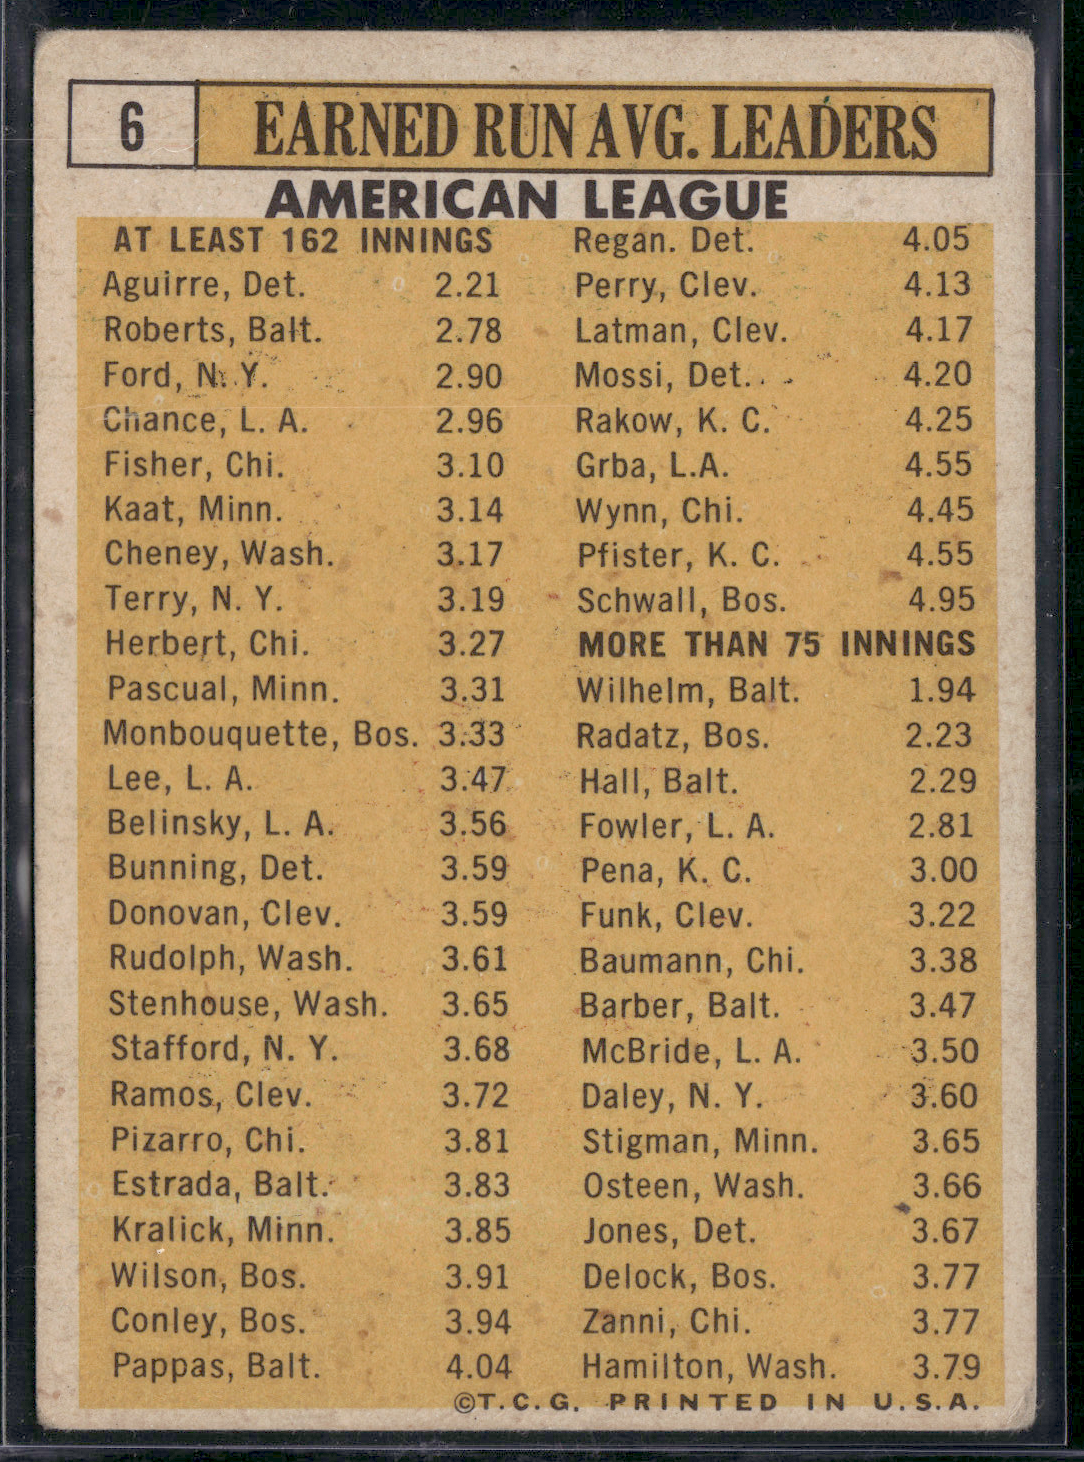 6
EARNED RUN AVG. LEADERS
AMERICAN LEAGUE
AT LEAST 162 INNINGS
Aguirre, Det. 2.21
Roberts, Balt. 2.78
Ford, N. Y. 2.90
Chance, L. A. 2.96
Fisher, Chi. 3.10
Kaat, Minn. 3.14
Cheney, Wash. 3.17
Terry, N. Y. 3.19
Herbert, Chi. 3.27
Pascual, Minn. 3.31
Monbouquette, Bos. 3.33
Lee, L. A. 3.47
Belinsky, L. A. 3.56
Bunning, Det. 3.59
Donovan, Clev. 3.59
Rudolph, Wash. 3.61
Stenhouse, Wash. 3.65
Stafford, N. Y. 3.68
Ramos, Clev. 3.72
Pizarro, Chi. 3.81
Estrada, Balt. 3.83
Kralick, Minn. 3.85
Wilson, Bos. 3.91
Conley, Bos. 3.94
Pappas, Balt. 4.04
Regan. Det. 4.05
Perry, Clev. 4.13
Latman, Clev. 4.17
Mossi, Det. 4.20
Rakow, K. C. 4.25
Grba, L.A. 4.55
Wynn, Chi. 4.45
Pfister, K. C. 4.55
Schwall, Bos. 4.95
MORE THAN 75 INNINGS
Wilhelm, Balt. 1.94
Radatz, Bos. 2.23
Hall, Balt. 2.29
Fowler, L. A. 2.81
Pena, K. C. 3.00
Funk, Clev. 3.22
Baumann, Chi. 3.38
Barber, Balt. 3.47
McBride, L. A. 3.50
Daley, N. Y. 3.60
Stigman, Minn. 3.65
Osteen, Wash. 3.66
Jones, Det. 3.67
Delock, Bos. 3.77
Zanni, Chi. 3.77
Hamilton, Wash. 3.79
©T.C.G. PRINTED IN U.S.A.